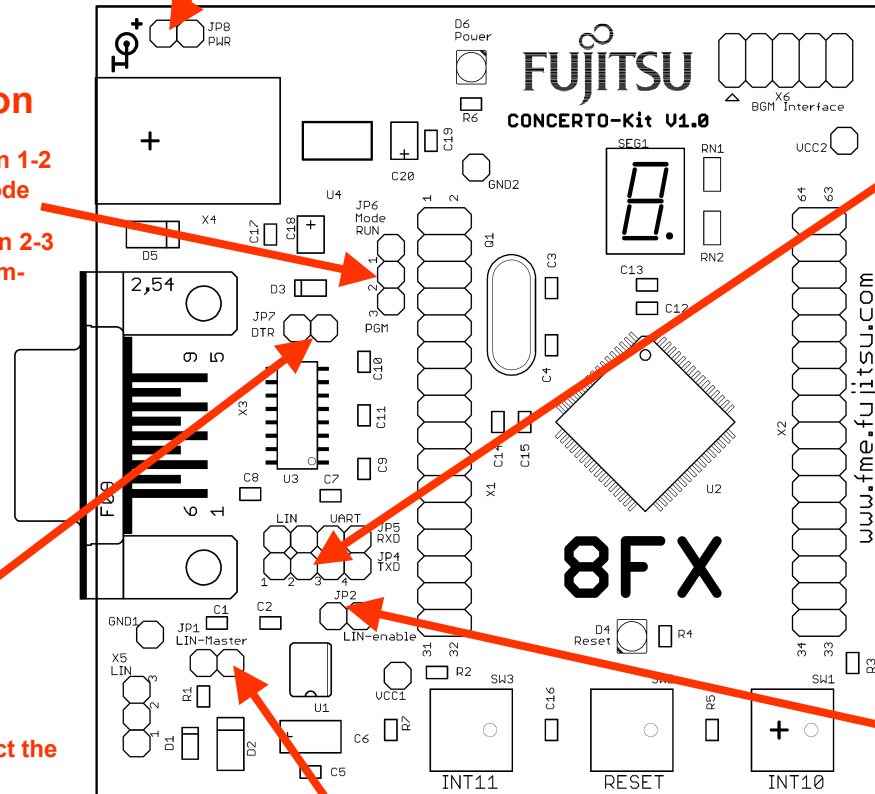 JP8
PWR
D6
Power
FUJITSU
CONCERTO-Kit V1.0
R6
X6
BGM Interface
on
n 1-2
ode
n 2-3
m-
C19
C20
U4
GND2
SEG1
RN1
RN2
VCC2
JP6
Mode
RUN
1
2
3
PGM
X4
D5
C17
C18
1
2
64
63
Q1
C3
C4
C13
C12
2,54
D3
JP7
DTR
9
5
X3
C10
C11
C9
C14
C15
X1
X2
U2
www.fme.fujitsu.com
U3
C8
C7
6
1
LIN
UART
JP5
RXD
JP4
TXD
1
2
3
4
8FX
JP2
LIN-enable
GND1
C1
C2
JP1
LIN-Master
X5
LIN
3
2
1
R1
D1
D2
U1
VCC1
C6
C5
R7
31
32
R2
D4
Reset
R4
34
33
R3
SW3
C16
R5
SW1
INT11
RESET
INT10
ct the